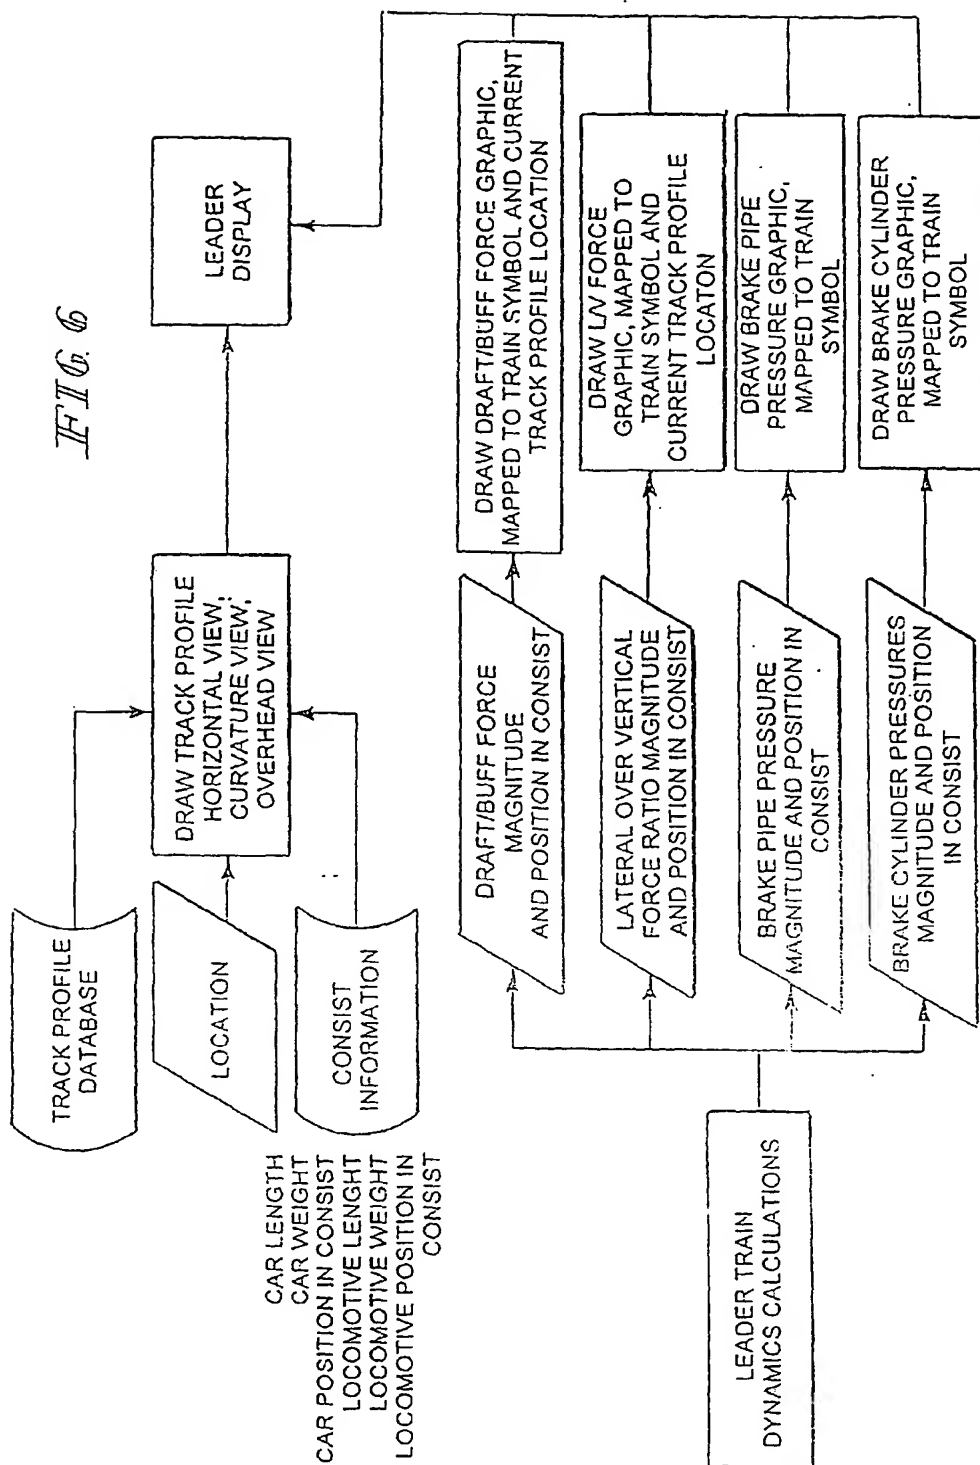 FIG. 6
TRACK PROFILE
DATABASE
LOCATION
CONSIST
INFORMATION
CAR LENGTH
CAR WEIGHT
CAR POSITION IN CONSIST
LOCOMOTIVE LENGHT
LOCOMOTIVE WEIGHT
LOCOMOTIVE POSITION IN
CONSIST
DRAW TRACK PROFILE
HORIZONTAL VIEW,
CURVATURE VIEW,
OVERHEAD VIEW
LEADER
DISPLAY
LEADER TRAIN
DYNAMICS CALCULATIONS
DRAFT/BUFF FORCE
MAGNITUDE
AND POSITION IN CONSIST
DRAW DRAFT/BUFF FORCE GRAPHIC,
MAPPED TO TRAIN SYMBOL AND CURRENT
TRACK PROFILE LOCATION
LATERAL OVER VERTICAL
FORCE RATIO MAGNITUDE
AND POSITION IN CONSIST
DRAW L/V FORCE
GRAPHIC, MAPPED TO
TRAIN SYMBOL AND
CURRENT TRACK PROFILE
LOCATON
BRAKE PIPE PRESSURE
MAGNITUDE AND POSITION IN
CONSIST
DRAW BRAKE PIPE
PRESSURE GRAPHIC,
MAPPED TO TRAIN
SYMBOL
BRAKE CYLINDER PRESSURES
MAGNITUDE AND POSITION
IN CONSIST
DRAW BRAKE CYLINDER
PRESSURE GRAPHIC,
MAPPED TO TRAIN
SYMBOL